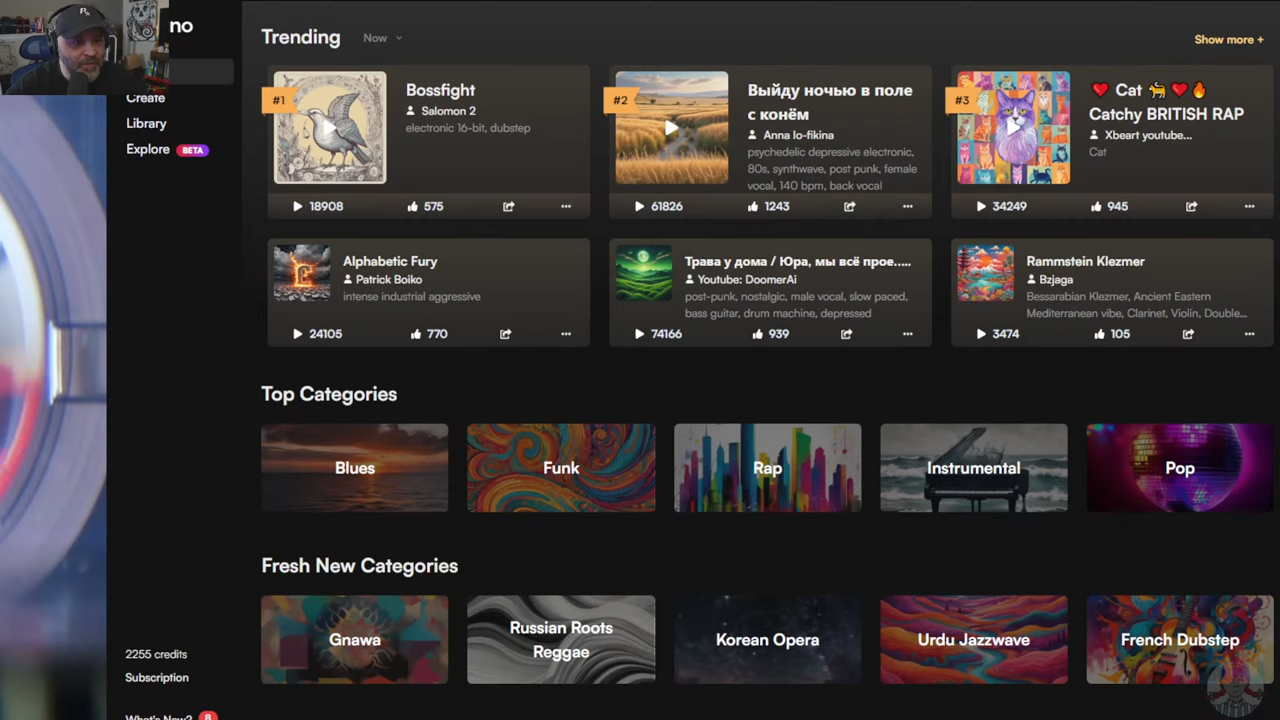 no
Create
Library
Explore BETA
2255 credits
Subscription
What's New? 8
Trending Now
Show more +
#1
Bossfight
Salomon 2
electronic 16-bit, dubstep
18908 575
#2
Выйду ночью в поле
с конём
Anna lo-fikina
psychedelic depressive electronic,
80s, synthwave, post punk, female
vocal, 140 bpm, back vocal
61826 1243
#3
❤️ Cat 🐈❤️🔥
Catchy BRITISH RAP
Xbeart youtube...
Cat
34249 945
Alphabetic Fury
Patrick Boiko
intense industrial aggressive
24105 770
Трава у дома / Юра, мы всё прое.....
Youtube: DoomerAi
post-punk, nostalgic, male vocal, slow paced,
bass guitar, drum machine, depressed
74166 939
Rammstein Klezmer
Bzjaga
Bessarabian Klezmer, Ancient Eastern
Mediterranean vibe, Clarinet, Violin, Double...
3474 105
Top Categories
Blues
Funk
Rap
Instrumental
Pop
Fresh New Categories
Gnawa
Russian Roots
Reggae
Korean Opera
Urdu Jazzwave
French Dubstep